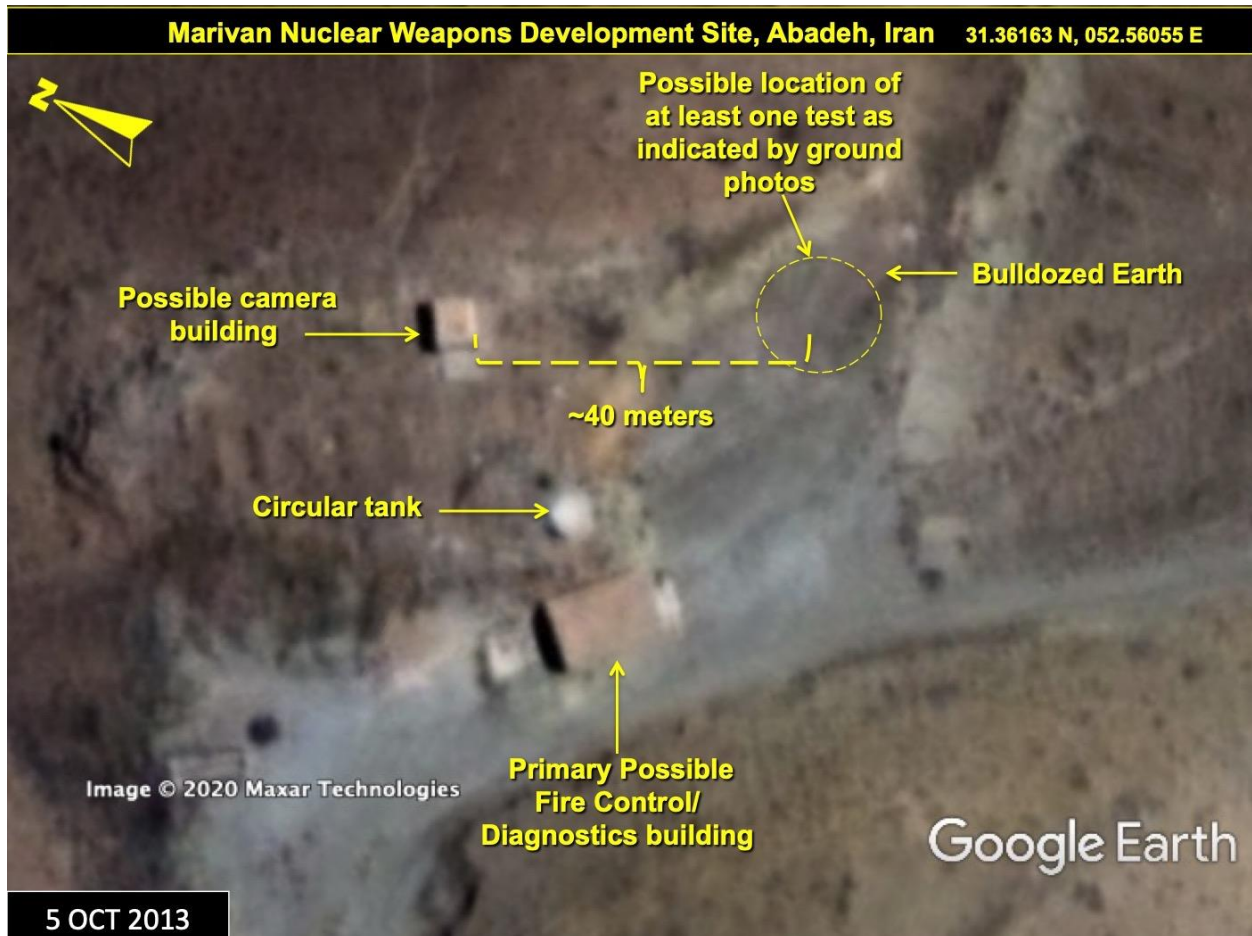 Marivan Nuclear Weapons Development Site, Abadeh, Iran 31.36163 N, 052.56055 E
N
Possible location of
at least one test as
indicated by ground
photos
Bulldozed Earth
Possible camera
building
~40 meters
Circular tank
Primary Possible
Fire Control/
Diagnostics building
Image © 2020 Maxar Technologies
Google Earth
5 OCT 2013